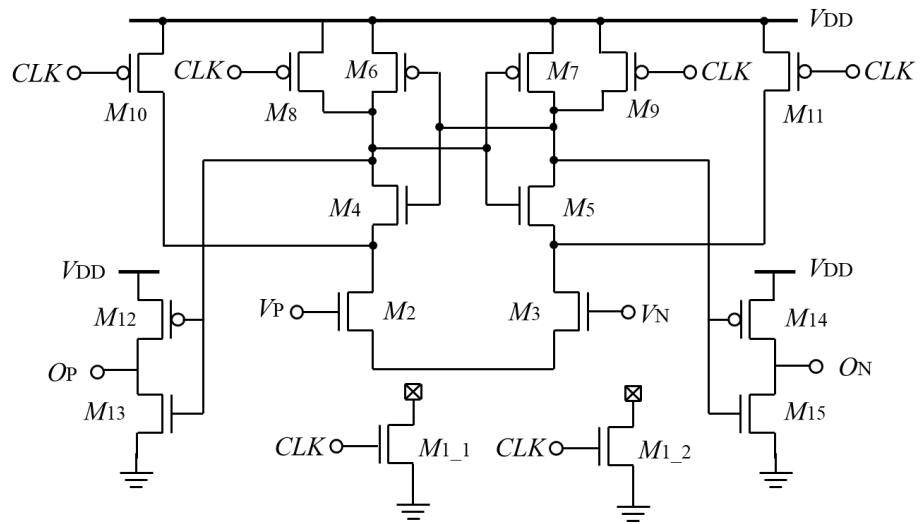 VDD
CLK M10 CLK M8 M6 M7 M9 CLK M11 CLK
M4 M5
VDD VDD
M12 VP M2 M3 VN M14
OP ON
M13 M15
CLK M1_1 CLK M1_2